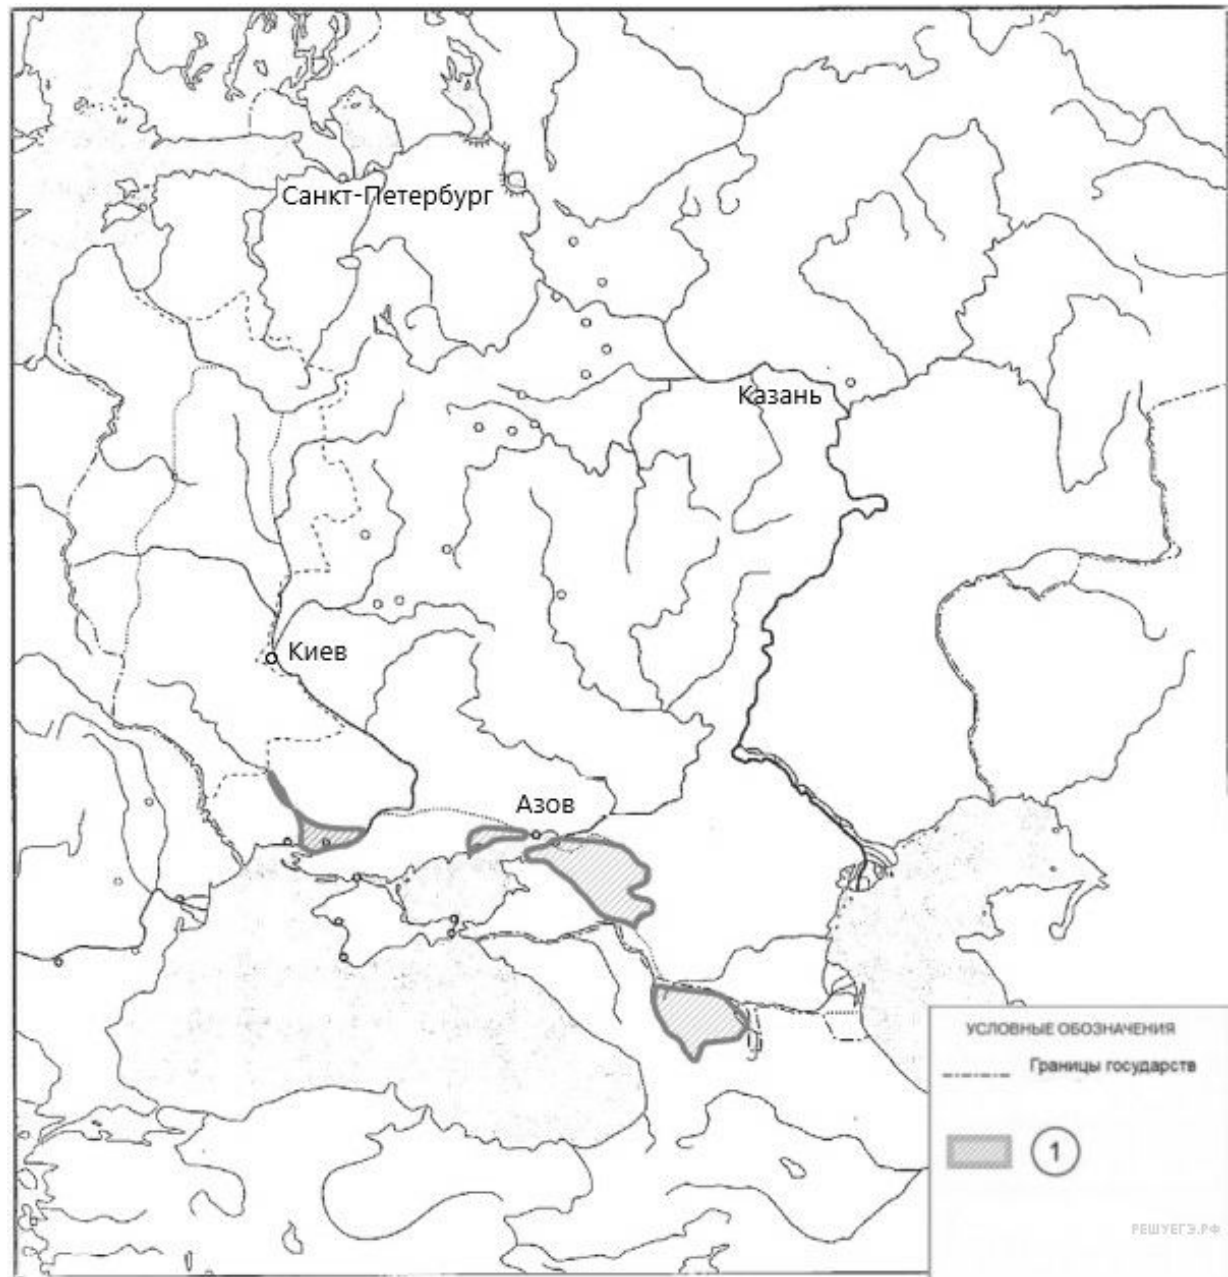 Санкт-Петербург
Казань
Киев
Азов
УСЛОВНЫЕ ОБОЗНАЧЕНИЯ
Границы государств
1
РЕШУЕГЭ.РФ